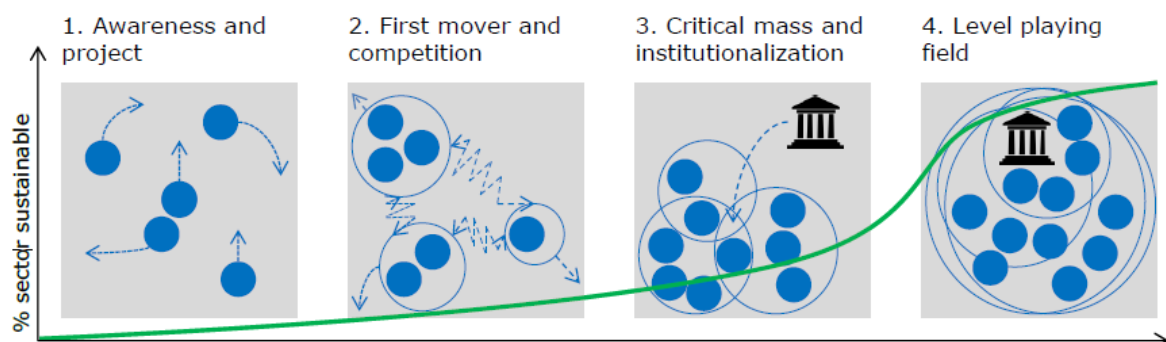 1. Awareness and
project
2. First mover and
competition
3. Critical mass and
institutionalization
4. Level playing
field
% sector sustainable